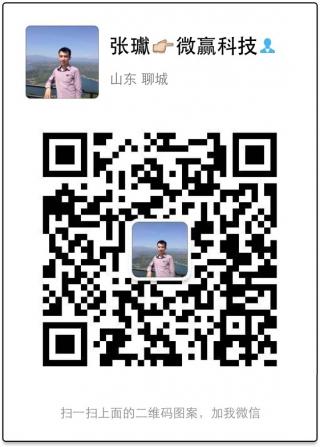 张瓛👉微赢科技👤
山东 聊城
扫一扫上面的二维码图案，加我微信